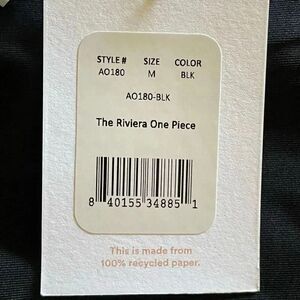 STYLE # SIZE COLOR
AO180 M BLK
AO180-BLK
The Riviera One Piece
8 40155 34885 1
This is made from
100% recycled paper.